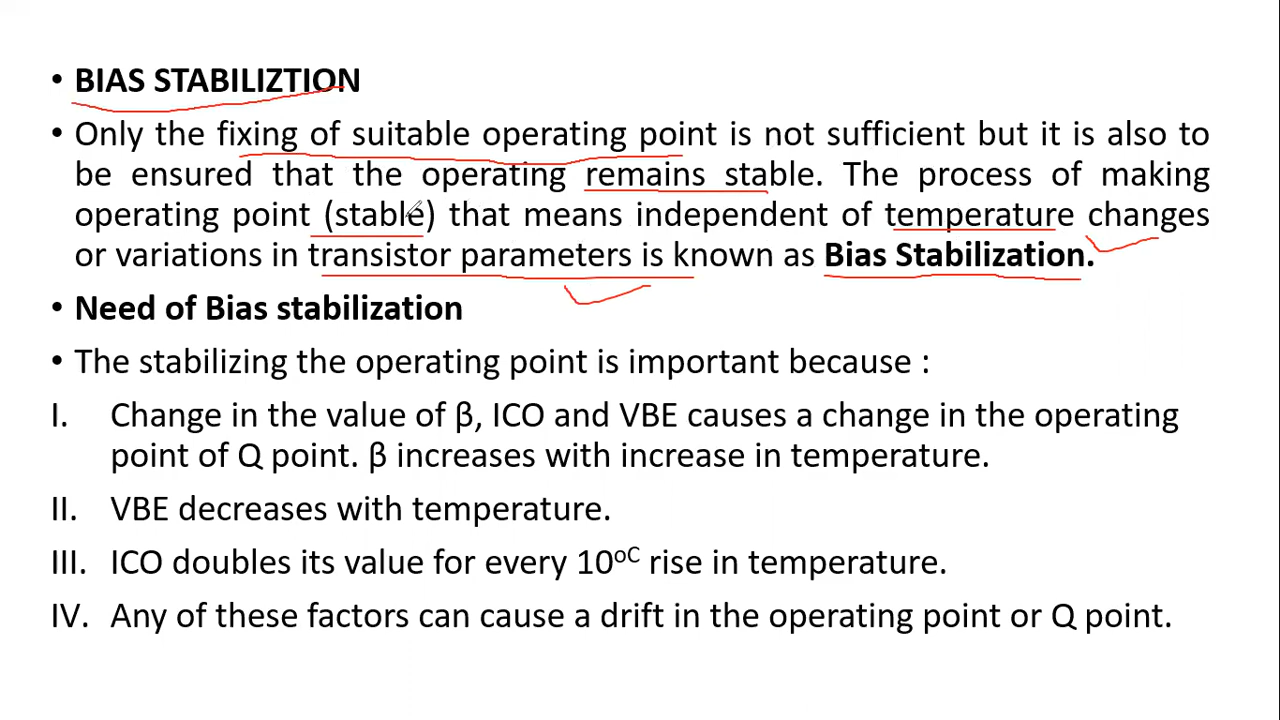 • BIAS STABILIZTION
• Only the fixing of suitable operating point is not sufficient but it is also to
be ensured that the operating remains stable. The process of making
operating point (stable) that means independent of temperature changes
or variations in transistor parameters is known as Bias Stabilization.
• Need of Bias stabilization
• The stabilizing the operating point is important because :
I. Change in the value of β, ICO and VBE causes a change in the operating
point of Q point. β increases with increase in temperature.
II. VBE decreases with temperature.
III. ICO doubles its value for every 10ᵒᶜ rise in temperature.
IV. Any of these factors can cause a drift in the operating point or Q point.